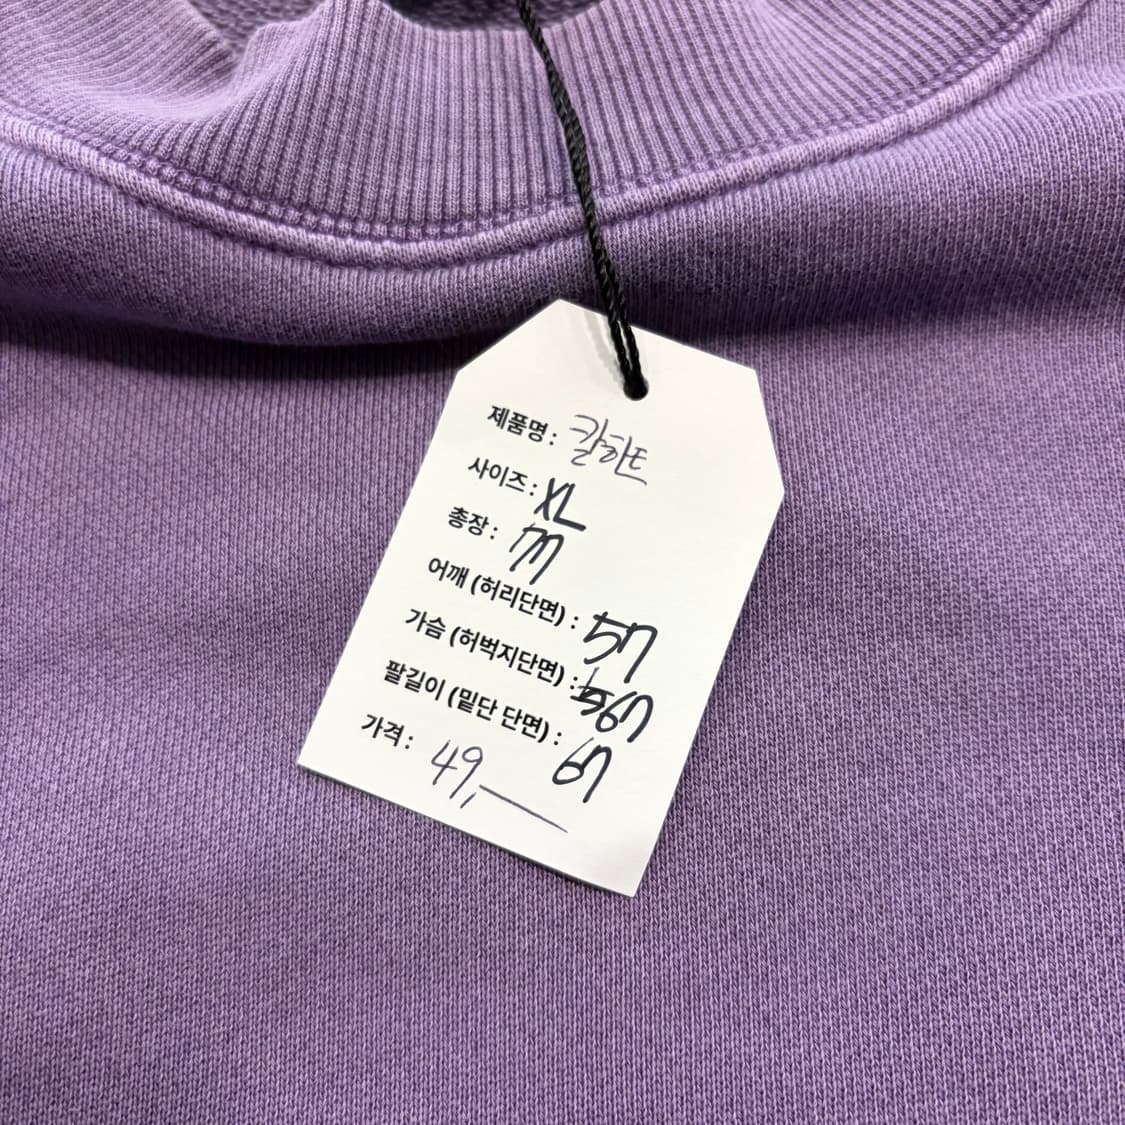 제품명: 칼하트
사이즈: XL
총장: 77
어깨 (허리단면) : 57
가슴 (허벅지단면) : 67
팔길이 (밑단 단면) : 67
가격: 49,